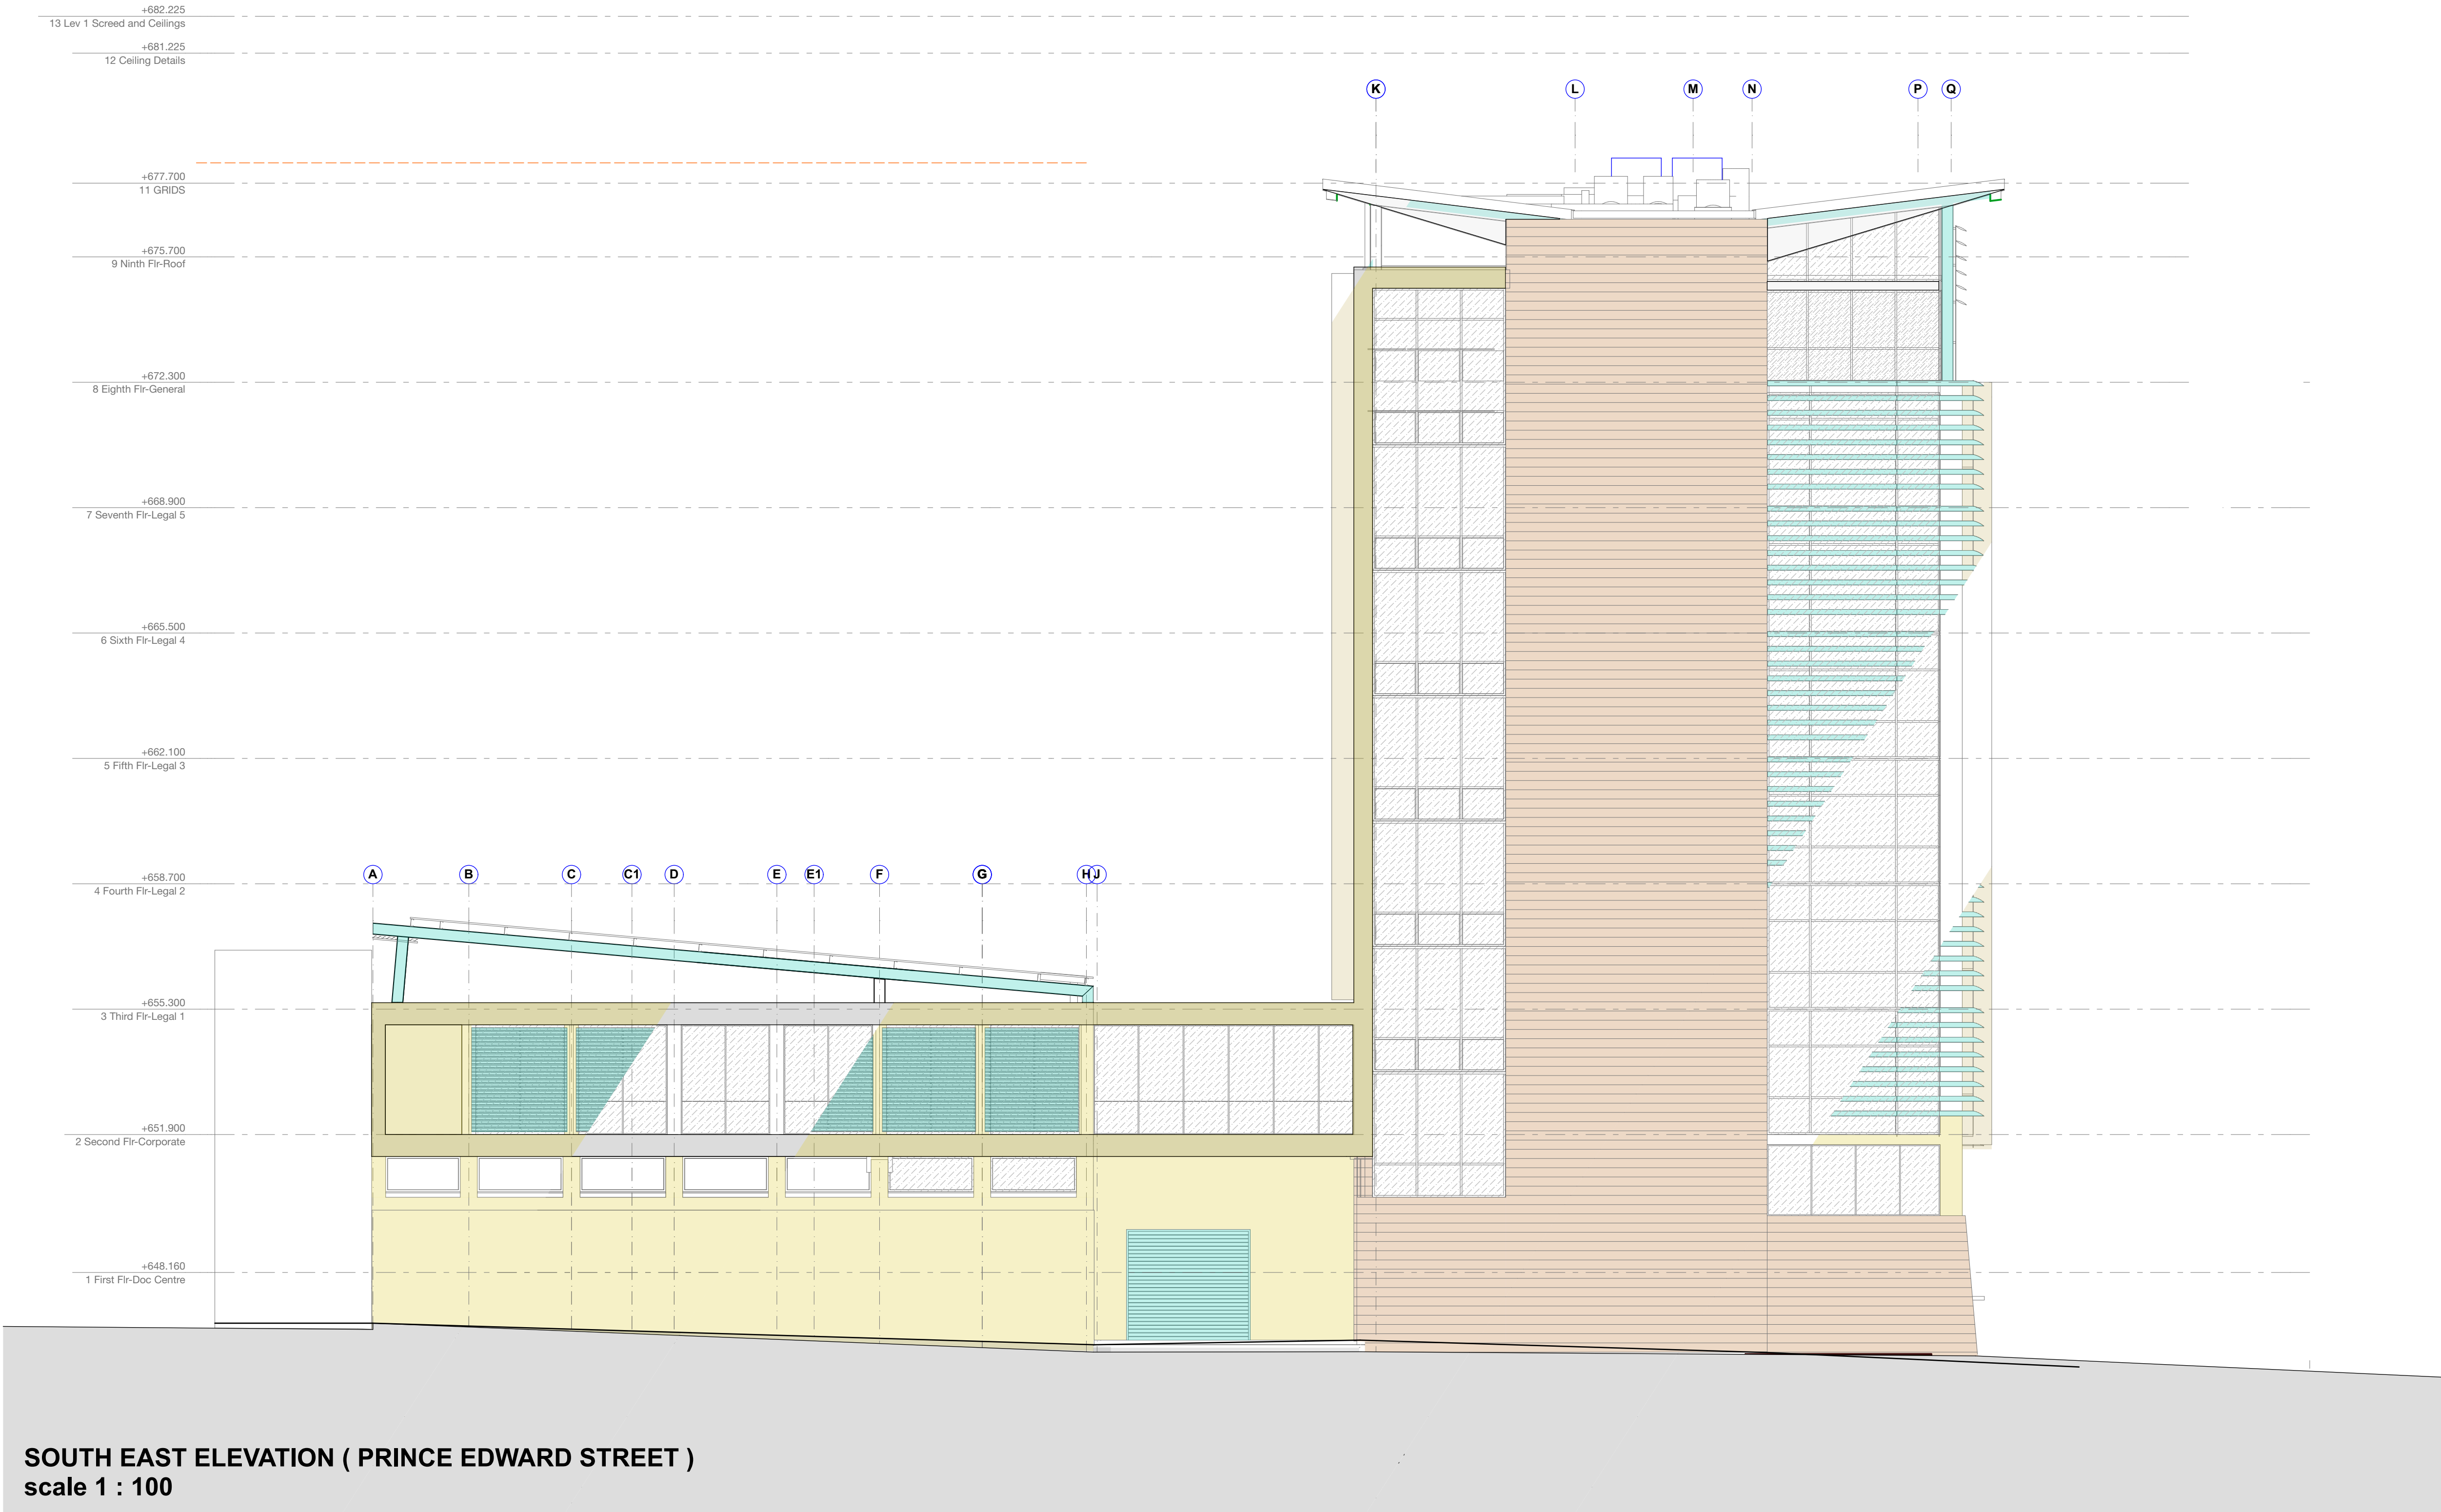 +682.225
13 Lev 1 Screed and Ceilings
+681.225
12 Ceiling Details
K L M N P Q
+677.700
11 GRIDS
+675.700
9 Ninth Flr-Roof
+672.300
8 Eighth Flr-General
+668.900
7 Seventh Flr-Legal 5
+665.500
6 Sixth Flr-Legal 4
+662.100
5 Fifth Flr-Legal 3
A B C C1 D E E1 F G H J
+658.700
4 Fourth Flr-Legal 2
+655.300
3 Third Flr-Legal 1
+651.900
2 Second Flr-Corporate
+648.160
1 First Flr-Doc Centre
SOUTH EAST ELEVATION ( PRINCE EDWARD STREET )
scale 1 : 100